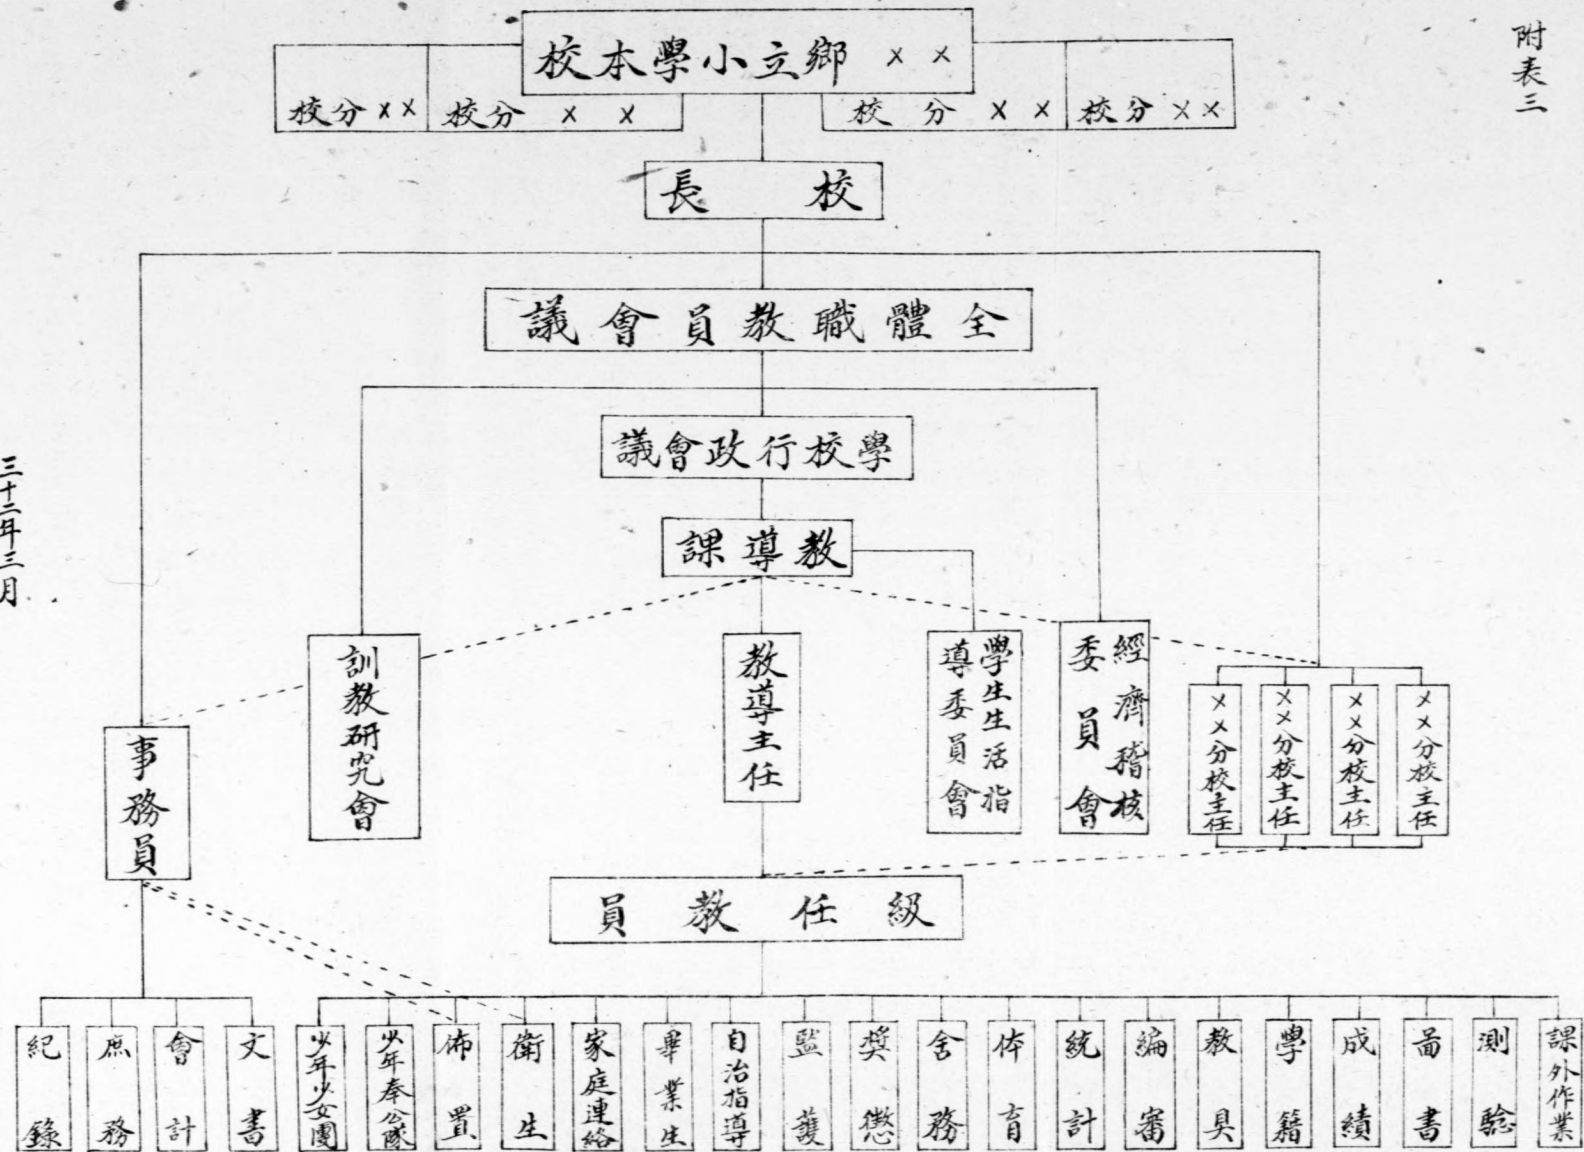 附表三
××鄉立小學本校
××分校
××分校
××分校
××分校
校長
全體職教員會議
學校行政會議
教導課
××分校主任
××分校主任
××分校主任
××分校主任
經濟稽核
委員會
學生生活指
導委員會
教導主任
訓教研究會
事務員
級任教員
課外作業
測驗
啚書
成績
學籍
教具
編審
統計
体育
舍務
獎懲
監護
自治指導
畢業生
家庭連絡
衛生
佈置
少年奉公隊
少年少女團
文書
會計
庶務
紀錄
三十二年三月